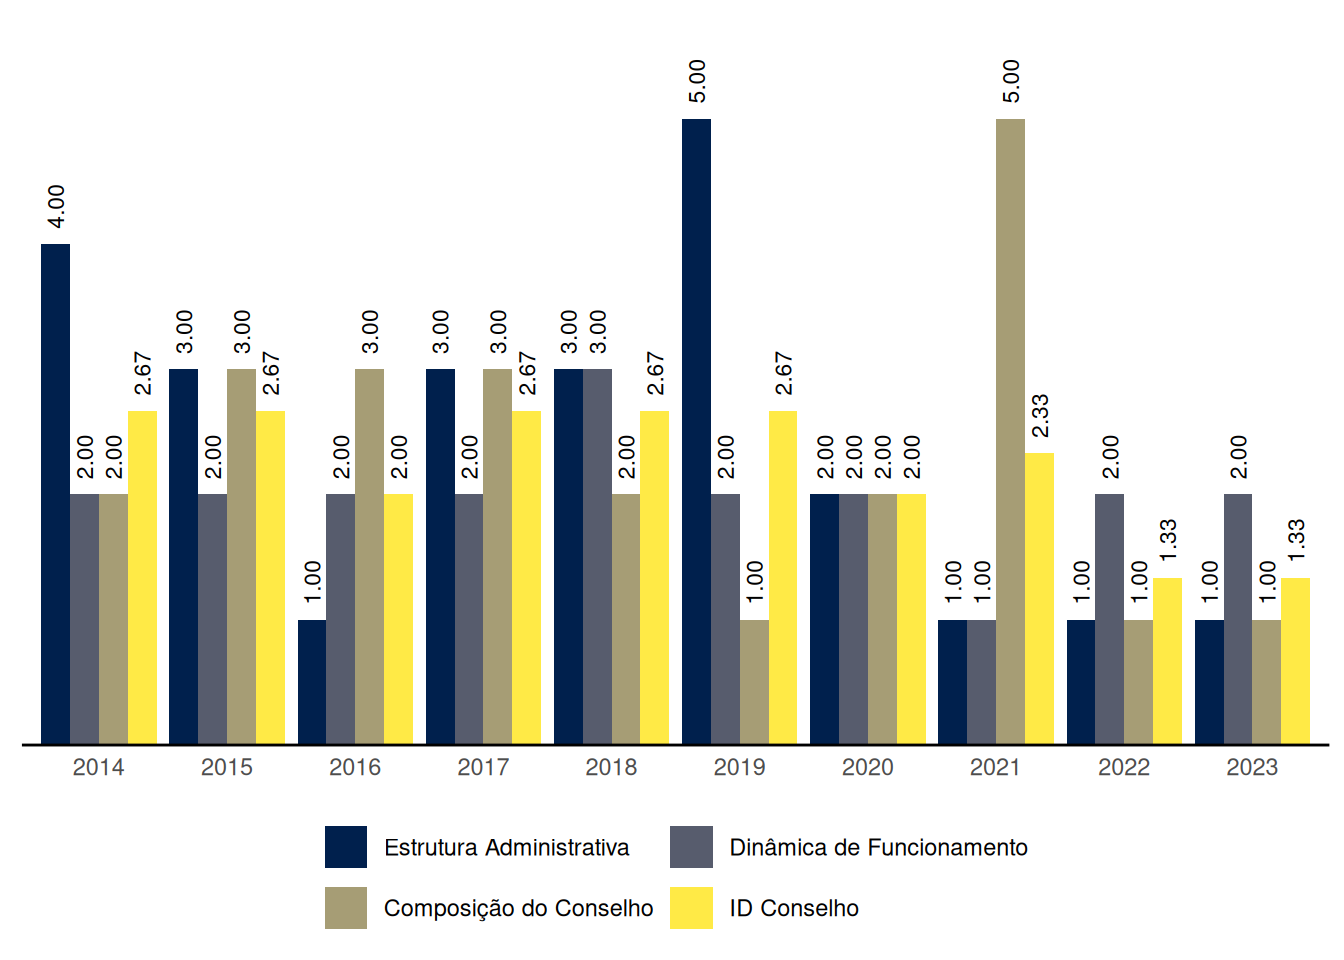 4.00 2.00 2.00 2.67 3.00 2.00 3.00 2.67 1.00 2.00 3.00 2.00 3.00 2.00 3.00 2.67 3.00 3.00 2.00 2.67 5.00 2.00 1.00 2.67 2.00 2.00 2.00 2.00 1.00 1.00 5.00 2.33 1.00 2.00 1.00 1.33 1.00 2.00 1.00 1.33
2014 2015 2016 2017 2018 2019 2020 2021 2022 2023
Estrutura Administrativa Dinâmica de Funcionamento
Composição do Conselho ID Conselho